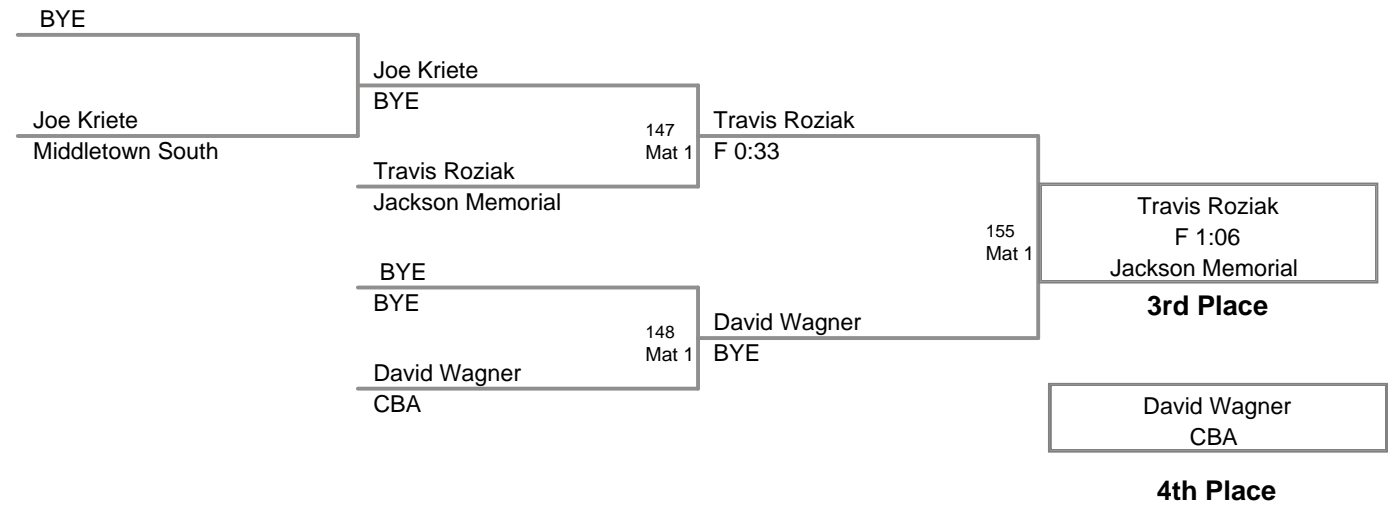 BYE
Joe Kriete
BYE
Joe Kriete
Middletown South
147
Mat 1
Travis Roziak
F 0:33
Travis Roziak
Jackson Memorial
Travis Roziak
F 1:06
Jackson Memorial
3rd Place
155
Mat 1
BYE
BYE
148
Mat 1
David Wagner
BYE
David Wagner
CBA
David Wagner
CBA
4th Place